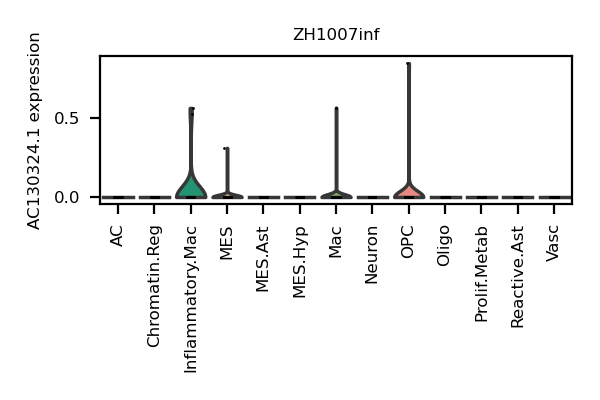 ZH1007inf
AC130324.1 expression
0.5
0.0
AC
Chromatin.Reg
Inflammatory.Mac
MES
MES.Ast
MES.Hyp
Mac
Neuron
OPC
Oligo
Prolif.Metab
Reactive.Ast
Vasc